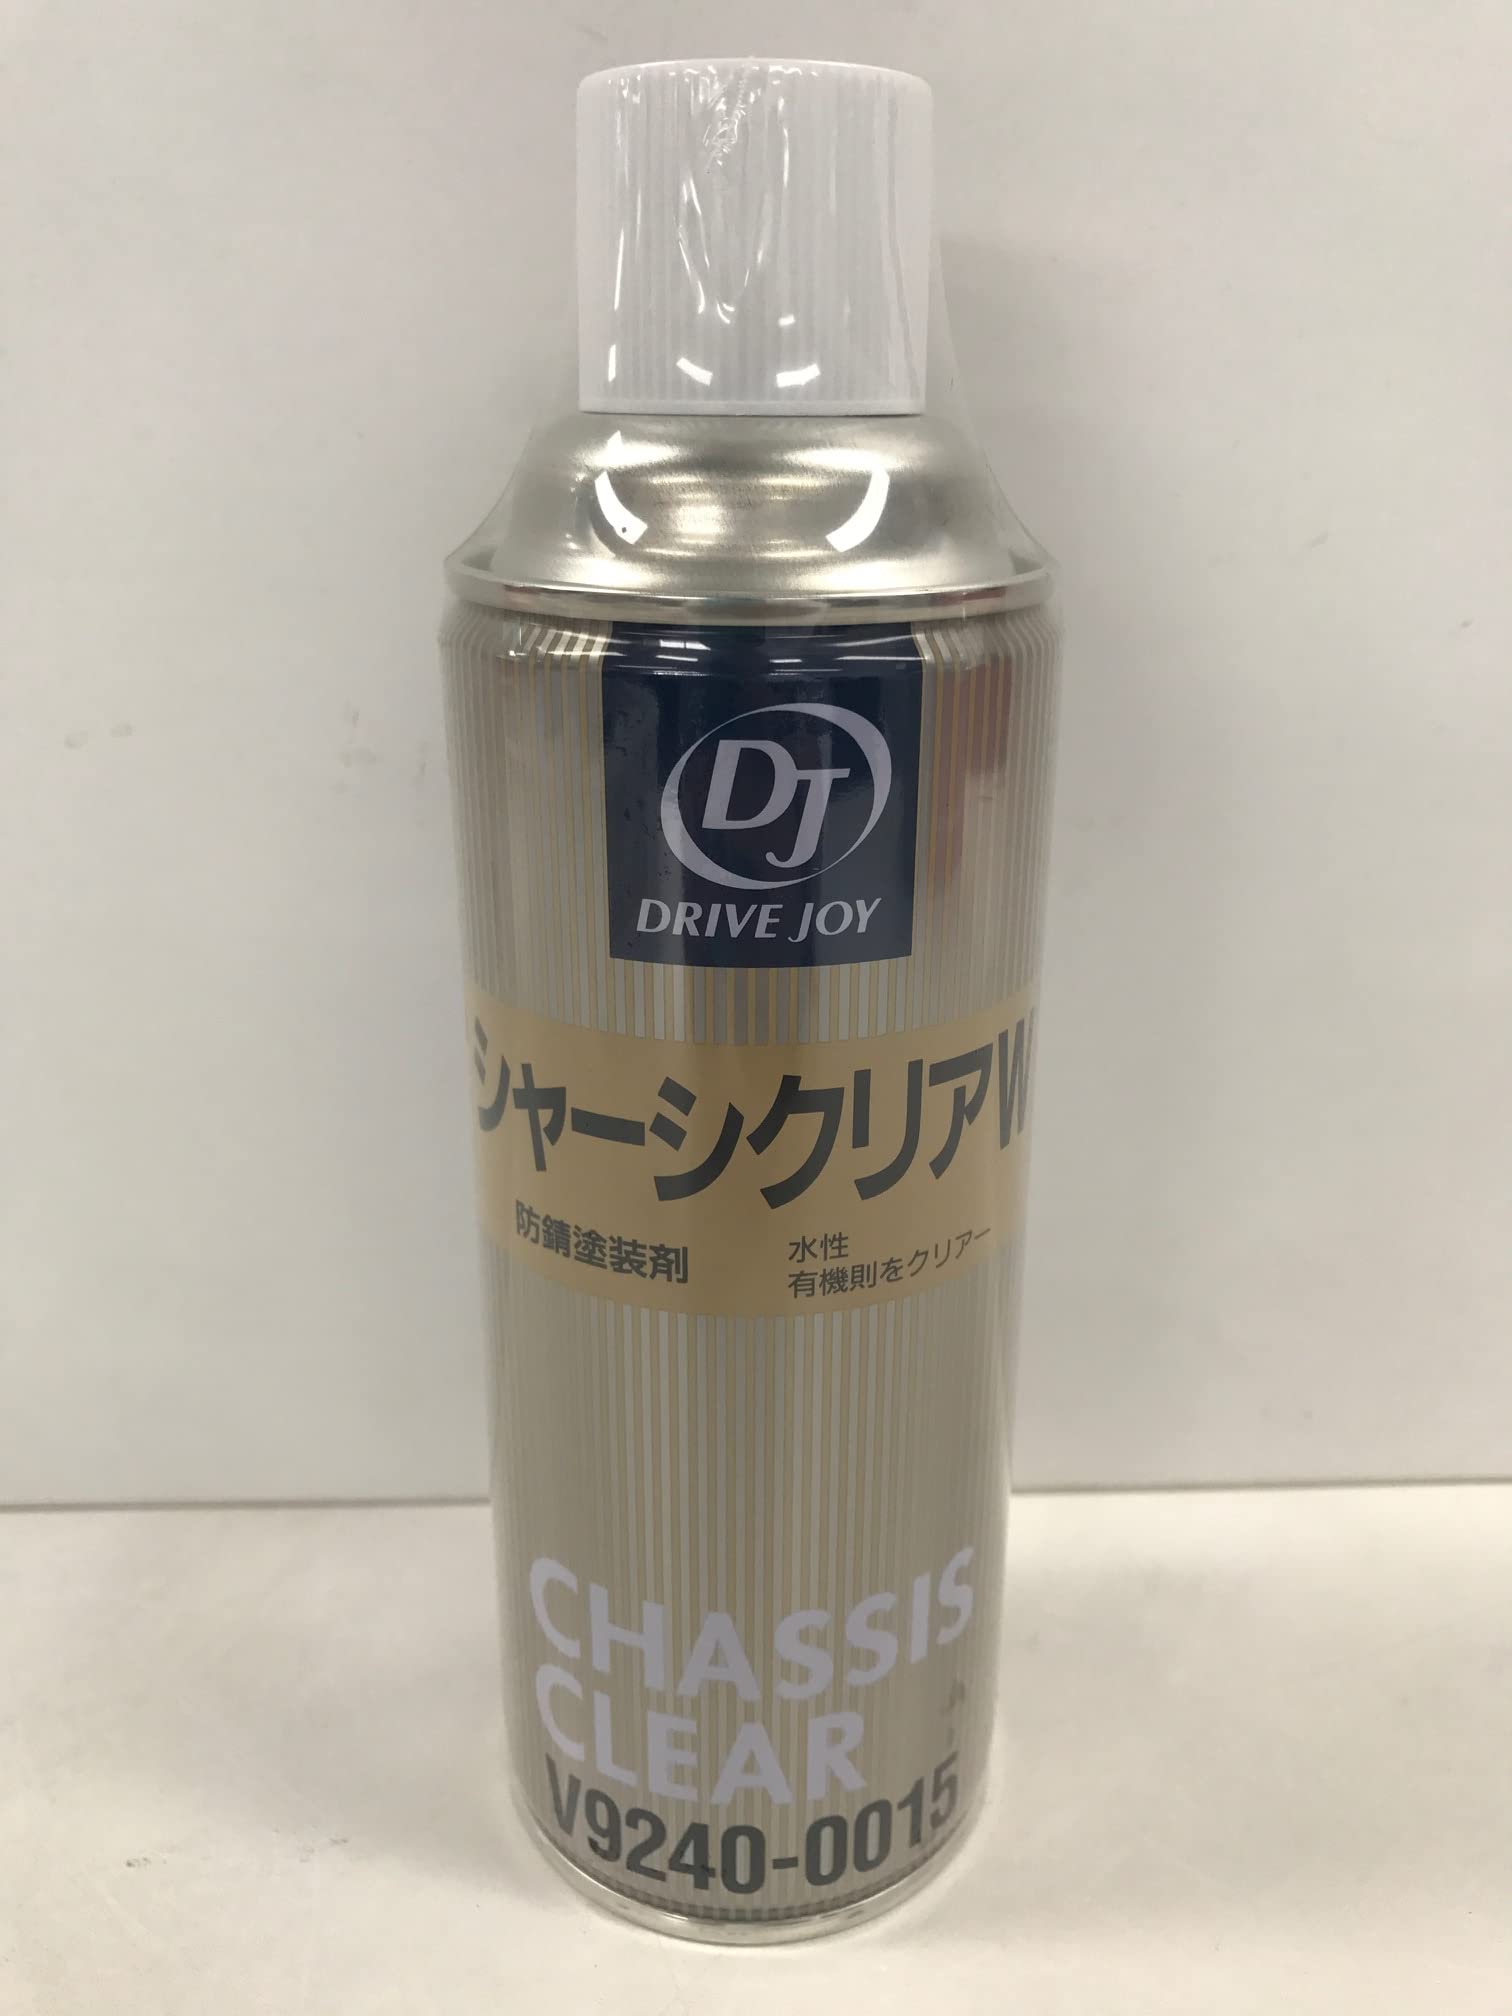 DJ
DRIVE JOY
シャーシクリアW
防錆塗装剤
水性
有機則をクリアー
CHASSIS
CLEAR
V9240-0015